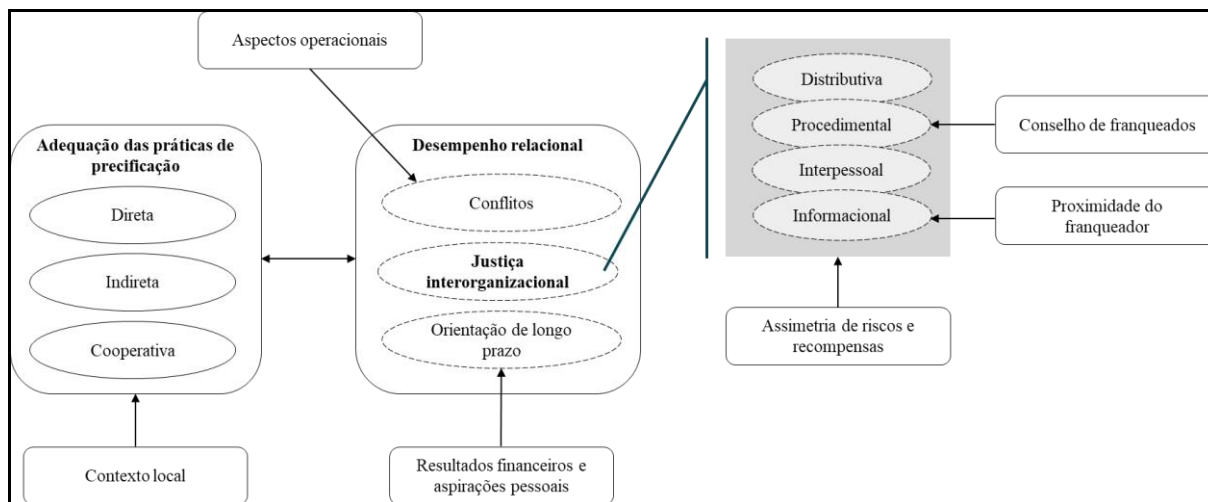 Aspectos operacionais
Adequação das práticas de
precificação
Direta
Indireta
Cooperativa
Contexto local
Desempenho relacional
Conflitos
Justiça
interorganizacional
Orientação de longo
prazo
Resultados financeiros e
aspirações pessoais
Distributiva
Procedimental
Interpessoal
Informacional
Conselho de franqueados
Proximidade do
franqueador
Assimetria de riscos e
recompensas